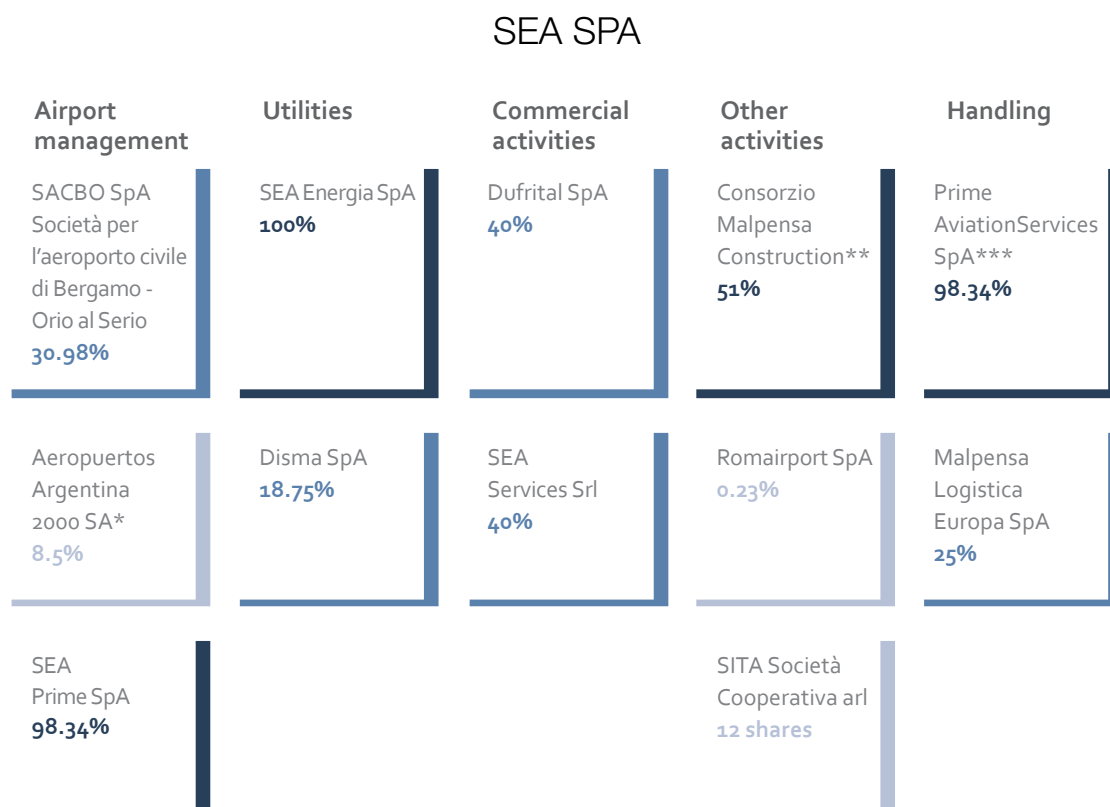 SEA SPA
Airport
management
SACBO SpA
Società per
l'aeroporto civile
di Bergamo -
Orio al Serio
30.98%
Aeropuertos
Argentina
2000 SA*
8.5%
SEA
Prime SpA
98.34%
Utilities
SEA Energia SpA
100%
Disma SpA
18.75%
Commercial
activities
Dufrital SpA
40%
SEA
Services Srl
40%
Other
activities
Consorzio
Malpensa
Construction**
51%
Romairport SpA
0.23%
SITA Società
Cooperativa arl
12 shares
Handling
Prime
AviationServices
SpA***
98.34%
Malpensa
Logistica
Europa SpA
25%